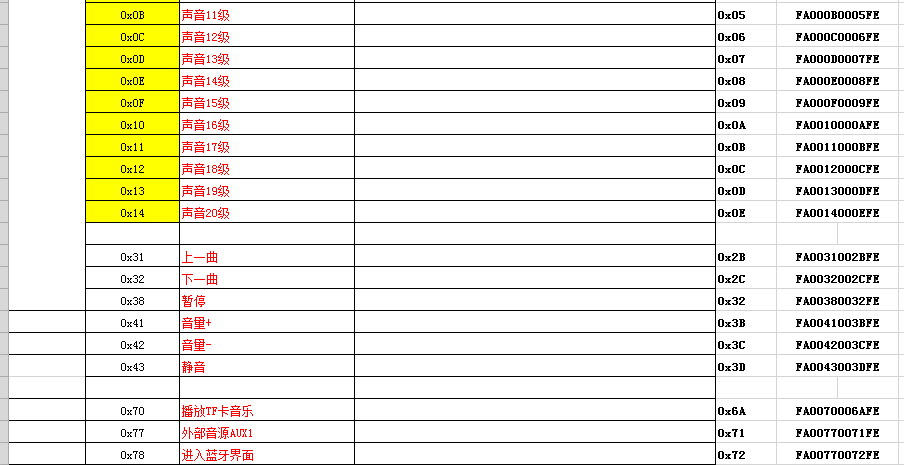 0x0B 声音11级 0x05 FA000B0005FE
0x0C 声音12级 0x06 FA000C0006FE
0x0D 声音13级 0x07 FA000D0007FE
0x0E 声音14级 0x08 FA000E0008FE
0x0F 声音15级 0x09 FA000F0009FE
0x10 声音16级 0x0A FA0010000AFE
0x11 声音17级 0x0B FA0011000BFE
0x12 声音18级 0x0C FA0012000CFE
0x13 声音19级 0x0D FA0013000DFE
0x14 声音20级 0x0E FA0014000EFE
0x31 上一曲 0x2B FA0031002BFE
0x32 下一曲 0x2C FA0032002CFE
0x38 暂停 0x32 FA00380032FE
0x41 音量+ 0x3B FA0041003BFE
0x42 音量- 0x3C FA0042003CFE
0x43 静音 0x3D FA0043003DFE
0x70 播放TF卡音乐 0x6A FA0070006AFE
0x77 外部音源AUX1 0x71 FA00770071FE
0x78 进入蓝牙界面 0x72 FA00770072FE